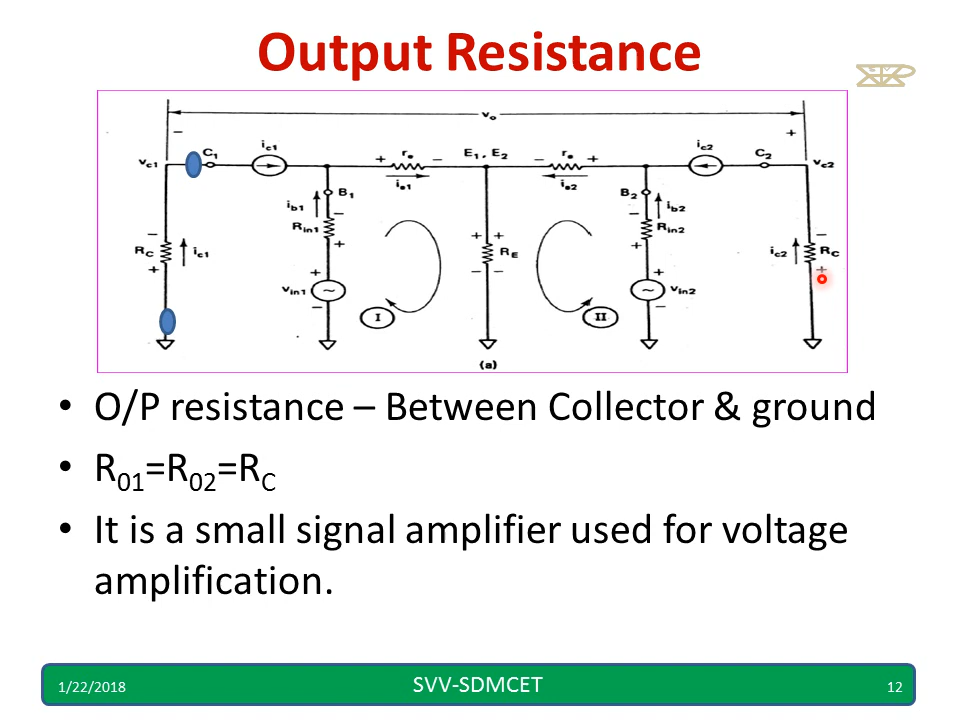 Output Resistance
vo
− +
vc1 C1 ic1 + re − E1, E2 − re + ic2 C2 vc2
ie1 ie2
B1 B2
ib1 − − ib2
Rin1 Rin2
− + + + + −
RC ic1 RE ic2 RC
+ + − − + +
vin1 vin2
− −
I II
(a)
• O/P resistance – Between Collector & ground
• R01=R02=RC
• It is a small signal amplifier used for voltage
amplification.
1/22/2018 SVV-SDMCET 12